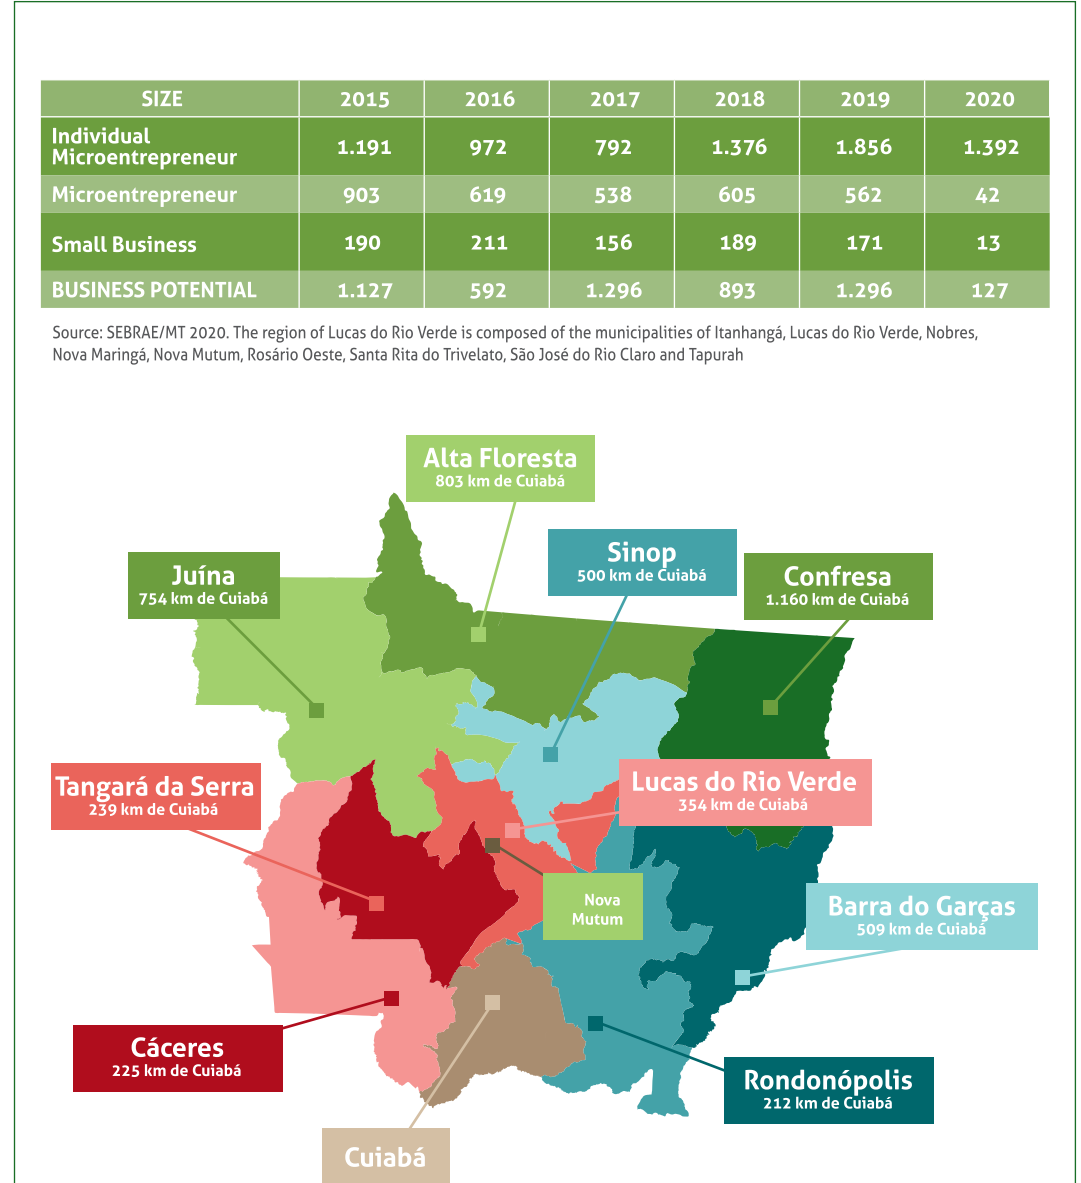 SIZE 2015 2016 2017 2018 2019 2020
Individual
Microentrepreneur 1.191 972 792 1.376 1.856 1.392
Microentrepreneur 903 619 538 605 562 42
Small Business 190 211 156 189 171 13
BUSINESS POTENTIAL 1.127 592 1.296 893 1.296 127
Source: SEBRAE/MT 2020. The region of Lucas do Rio Verde is composed of the municipalities of Itanhangá, Lucas do Rio Verde, Nobres,
Nova Maringá, Nova Mutum, Rosário Oeste, Santa Rita do Trivelato, São José do Rio Claro and Tapurah
Alta Floresta
803 km de Cuiabá
Sinop
500 km de Cuiabá
Juína
754 km de Cuiabá
Confresa
1.160 km de Cuiabá
Tangará da Serra
239 km de Cuiabá
Lucas do Rio Verde
354 km de Cuiabá
Nova
Mutum
Barra do Garças
509 km de Cuiabá
Cáceres
225 km de Cuiabá
Rondonópolis
212 km de Cuiabá
Cuiabá